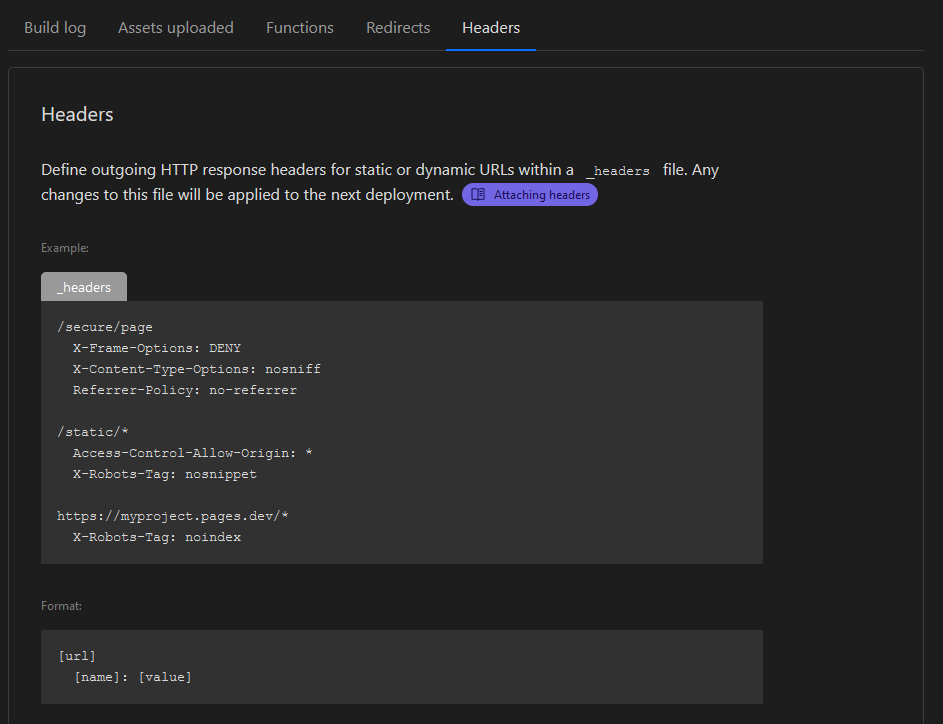 Build log Assets uploaded Functions Redirects Headers
Headers
Define outgoing HTTP response headers for static or dynamic URLs within a _headers file. Any
changes to this file will be applied to the next deployment. Attaching headers
Example:
_headers
/secure/page
  X-Frame-Options: DENY
  X-Content-Type-Options: nosniff
  Referrer-Policy: no-referrer
/static/*
  Access-Control-Allow-Origin: *
  X-Robots-Tag: nosnippet
https://myproject.pages.dev/*
  X-Robots-Tag: noindex
Format:
[url]
  [name]: [value]